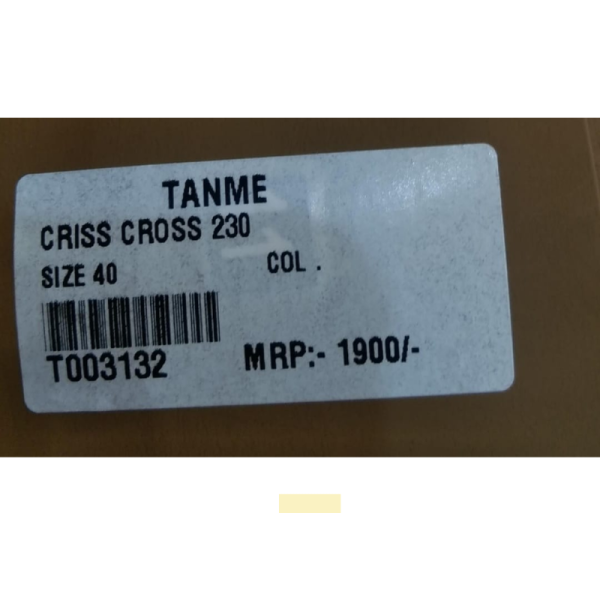 TANME
CRISS CROSS 230
SIZE 40 COL .
T003132 MRP:- 1900/-